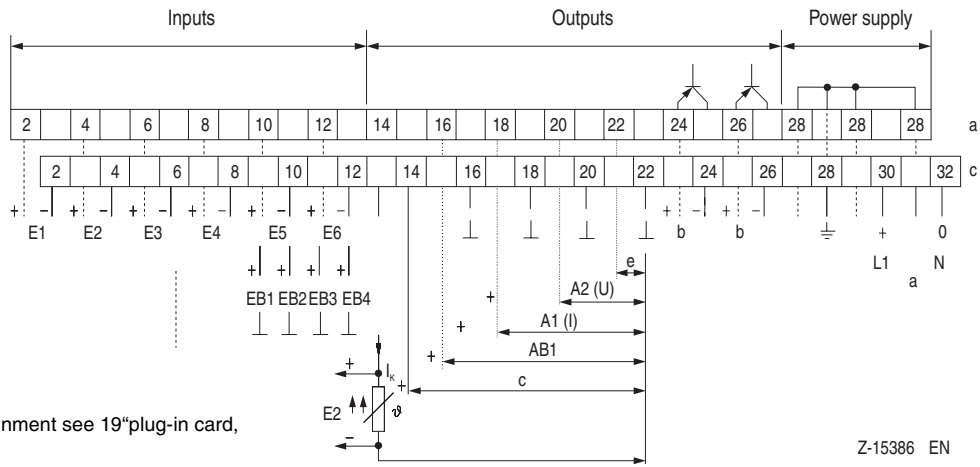 Inputs Outputs Power supply
2 4 6 8 10 12 14 16 18 20 22 24 26 28 28 28 a
2 4 6 8 10 12 14 16 18 20 22 24 26 28 30 32 c
+ − + − + − + − + − + − + − + −
E1 E2 E3 E4 E5 E6 b b + 0
L1 a N
+ + + +
EB1 EB2 EB3 EB4
e
A2 (U)
+
A1 (I)
+
AB1
+
c
+
+ IK
E2 ϑ
−
nment see 19“plug-in card,
Z-15386 EN